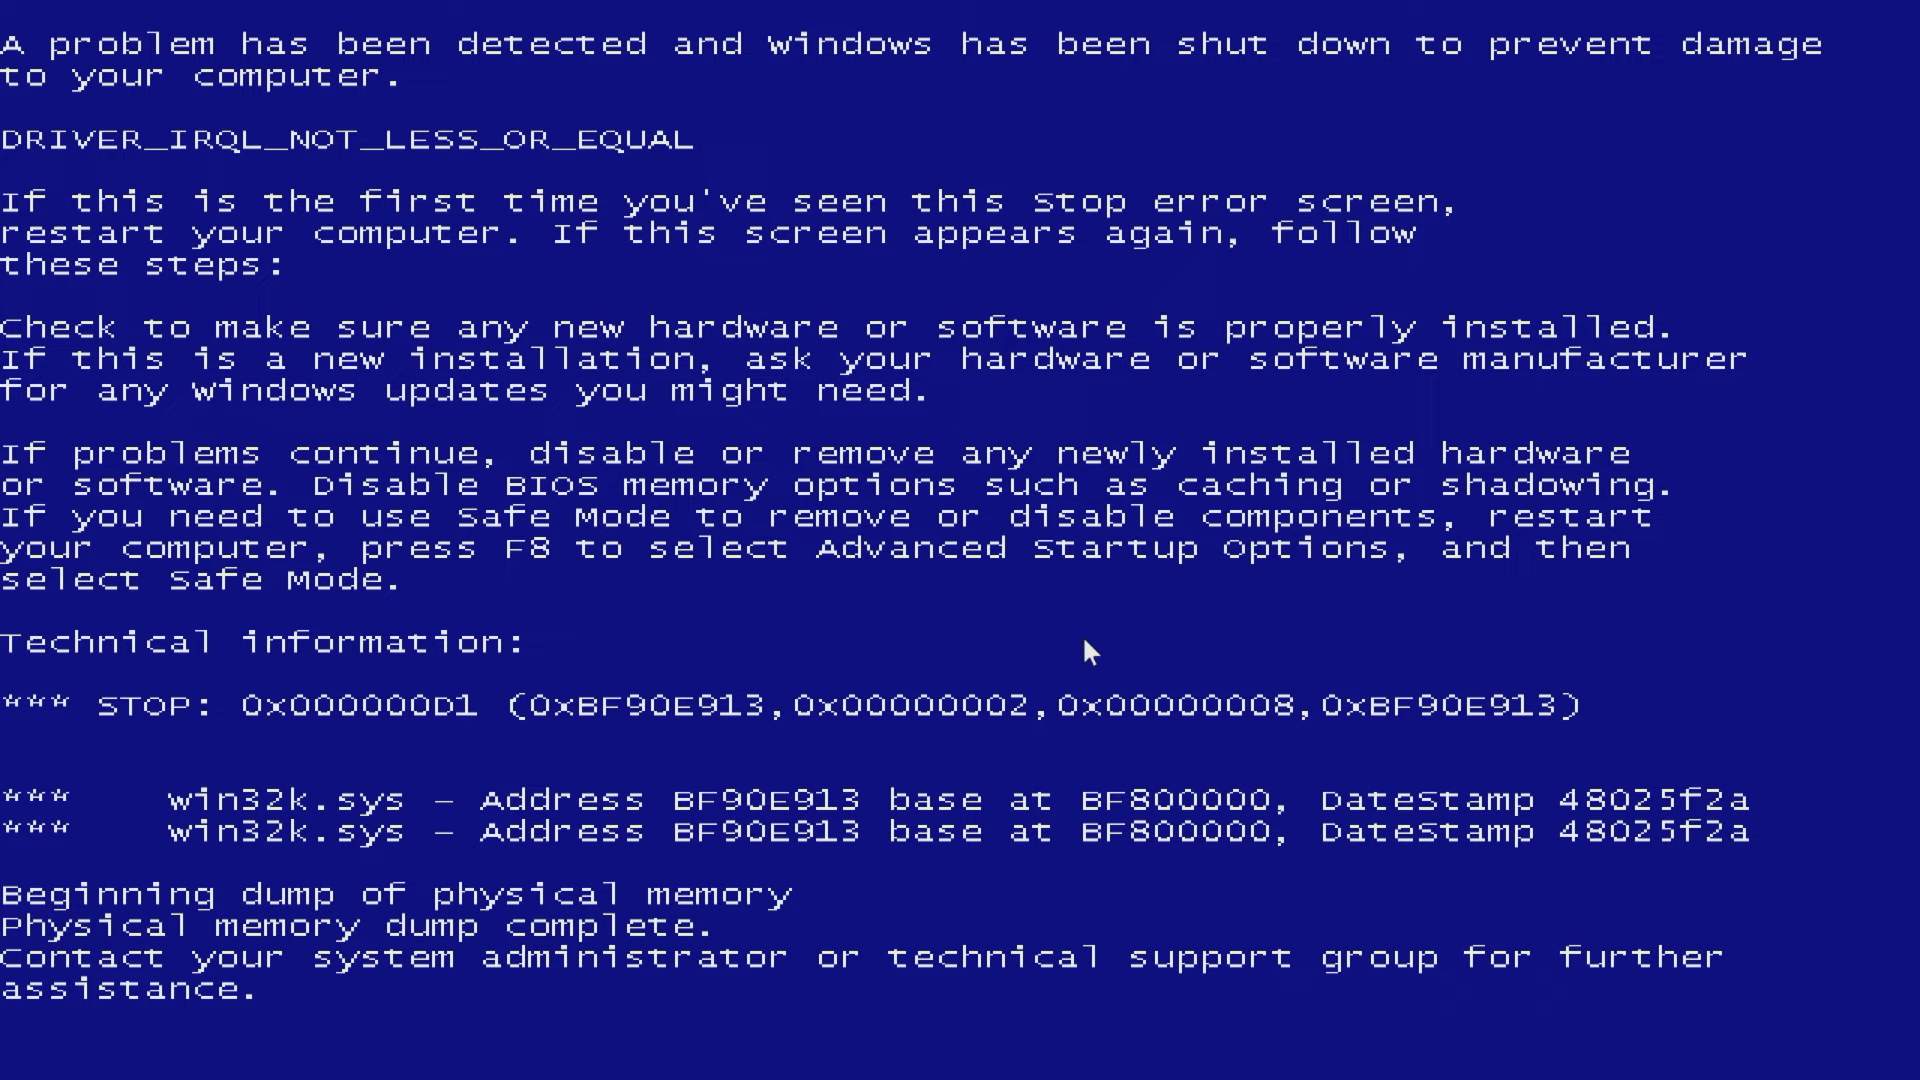 A problem has been detected and windows has been shut down to prevent damage
to your computer.
DRIVER_IRQL_NOT_LESS_OR_EQUAL
If this is the first time you've seen this Stop error screen,
restart your computer. If this screen appears again, follow
these steps:
Check to make sure any new hardware or software is properly installed.
If this is a new installation, ask your hardware or software manufacturer
for any windows updates you might need.
If problems continue, disable or remove any newly installed hardware
or software. Disable BIOS memory options such as caching or shadowing.
If you need to use Safe Mode to remove or disable components, restart
your computer, press F8 to select Advanced Startup Options, and then
select Safe Mode.
Technical information:
*** STOP: 0x000000D1 (0xBF90E913,0x00000002,0x00000008,0xBF90E913)
*** win32k.sys - Address BF90E913 base at BF800000, DateStamp 48025f2a
*** win32k.sys - Address BF90E913 base at BF800000, DateStamp 48025f2a
Beginning dump of physical memory
Physical memory dump complete.
Contact your system administrator or technical support group for further
assistance.